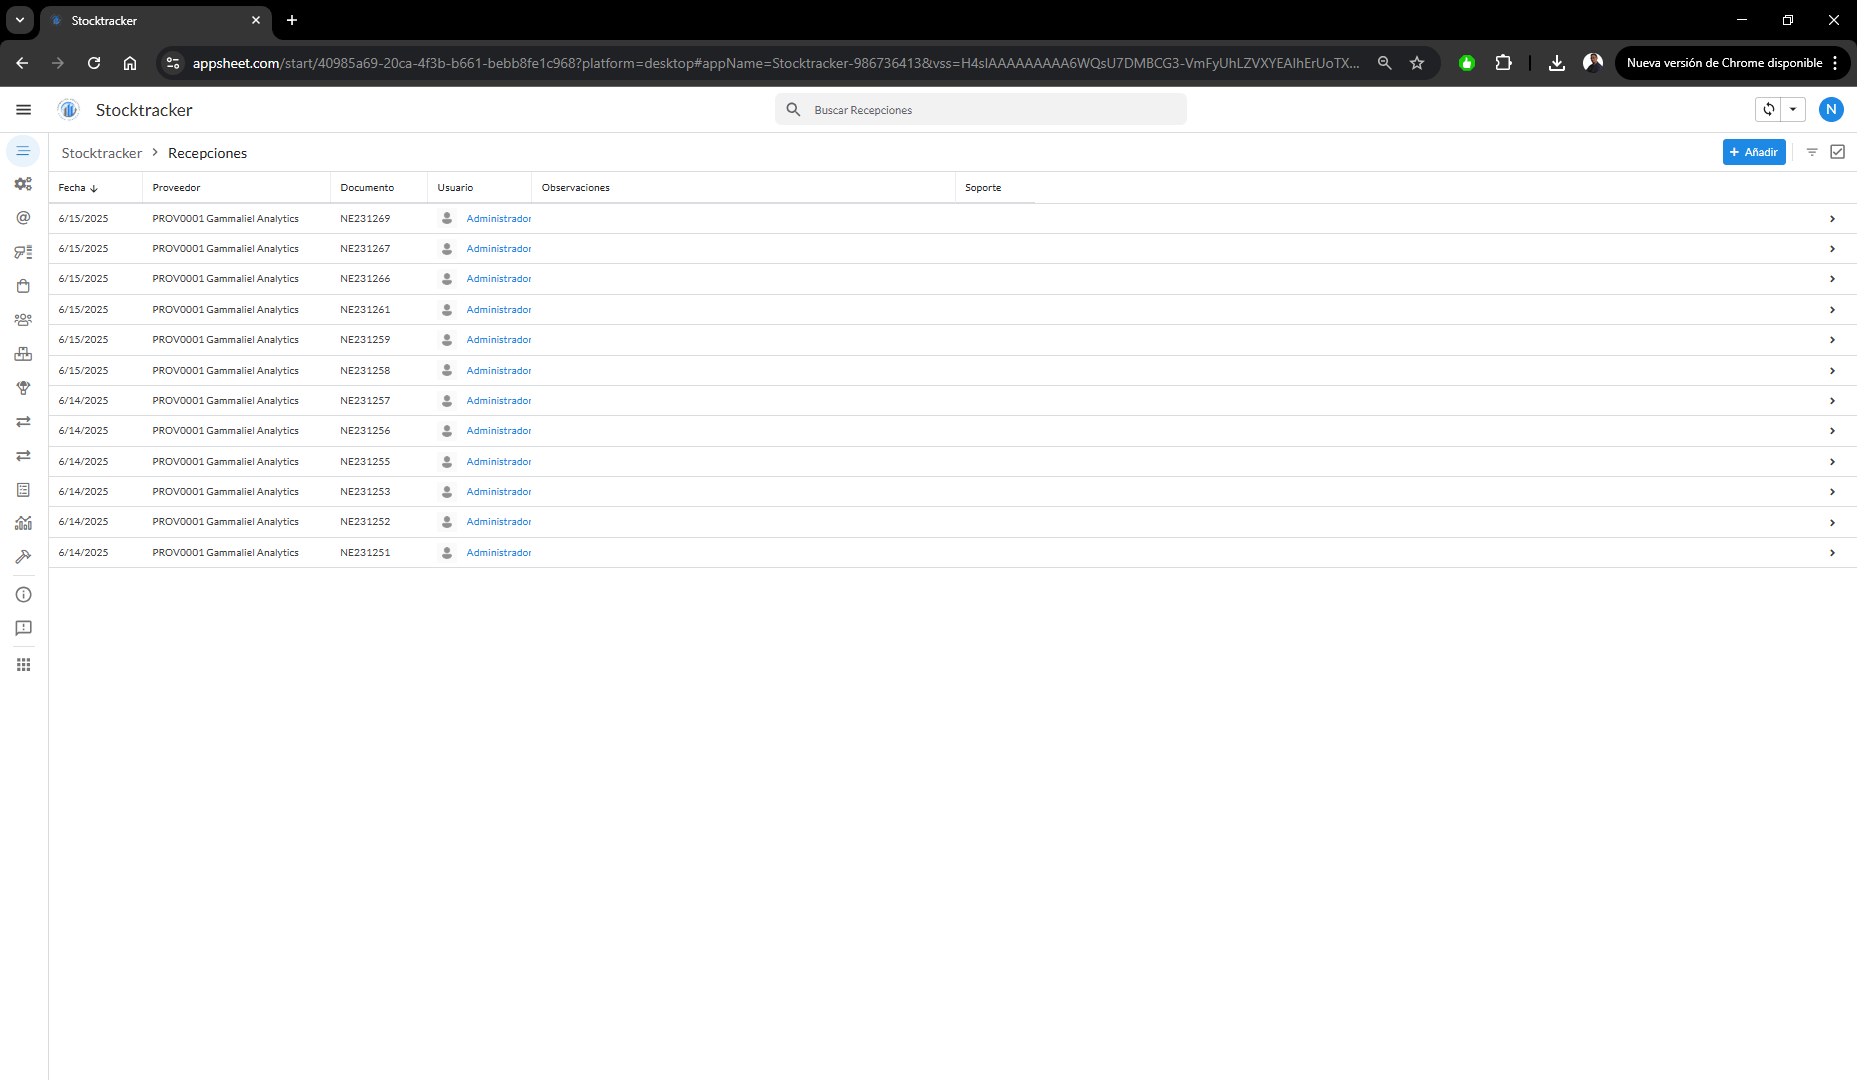 Stocktracker
appsheet.com/start/40985a69-20ca-4f3b-b661-bebb8fe1c968?platform=desktop#appName=Stocktracker-986736413&vss=H4sIAAAAAAAAA6WQsU7DMBCG3-VmFyUhLZVXYEAIhErUoTX...
Nueva versión de Chrome disponible
Stocktracker
Buscar Recepciones
N
Stocktracker > Recepciones
+ Añadir
Fecha Proveedor Documento Usuario Observaciones Soporte
6/15/2025 PROV0001 Gammaliel Analytics NE231269 Administrador
6/15/2025 PROV0001 Gammaliel Analytics NE231267 Administrador
6/15/2025 PROV0001 Gammaliel Analytics NE231266 Administrador
6/15/2025 PROV0001 Gammaliel Analytics NE231261 Administrador
6/15/2025 PROV0001 Gammaliel Analytics NE231259 Administrador
6/15/2025 PROV0001 Gammaliel Analytics NE231258 Administrador
6/14/2025 PROV0001 Gammaliel Analytics NE231257 Administrador
6/14/2025 PROV0001 Gammaliel Analytics NE231256 Administrador
6/14/2025 PROV0001 Gammaliel Analytics NE231255 Administrador
6/14/2025 PROV0001 Gammaliel Analytics NE231253 Administrador
6/14/2025 PROV0001 Gammaliel Analytics NE231252 Administrador
6/14/2025 PROV0001 Gammaliel Analytics NE231251 Administrador